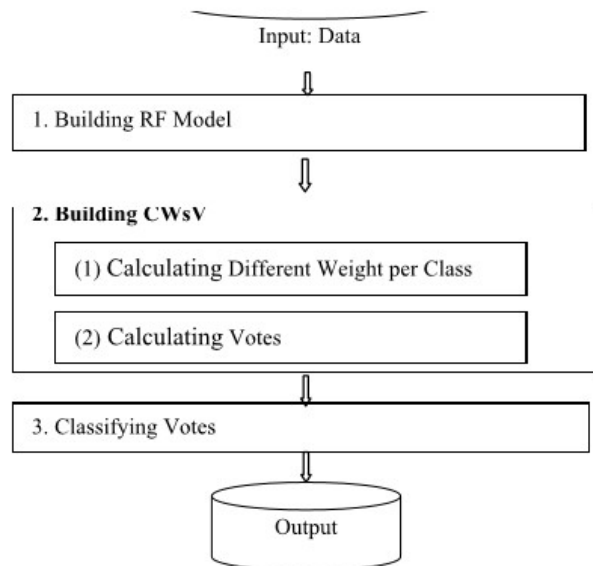 Input: Data
1. Building RF Model
2. Building CWsV
(1) Calculating Different Weight per Class
(2) Calculating Votes
3. Classifying Votes
Output